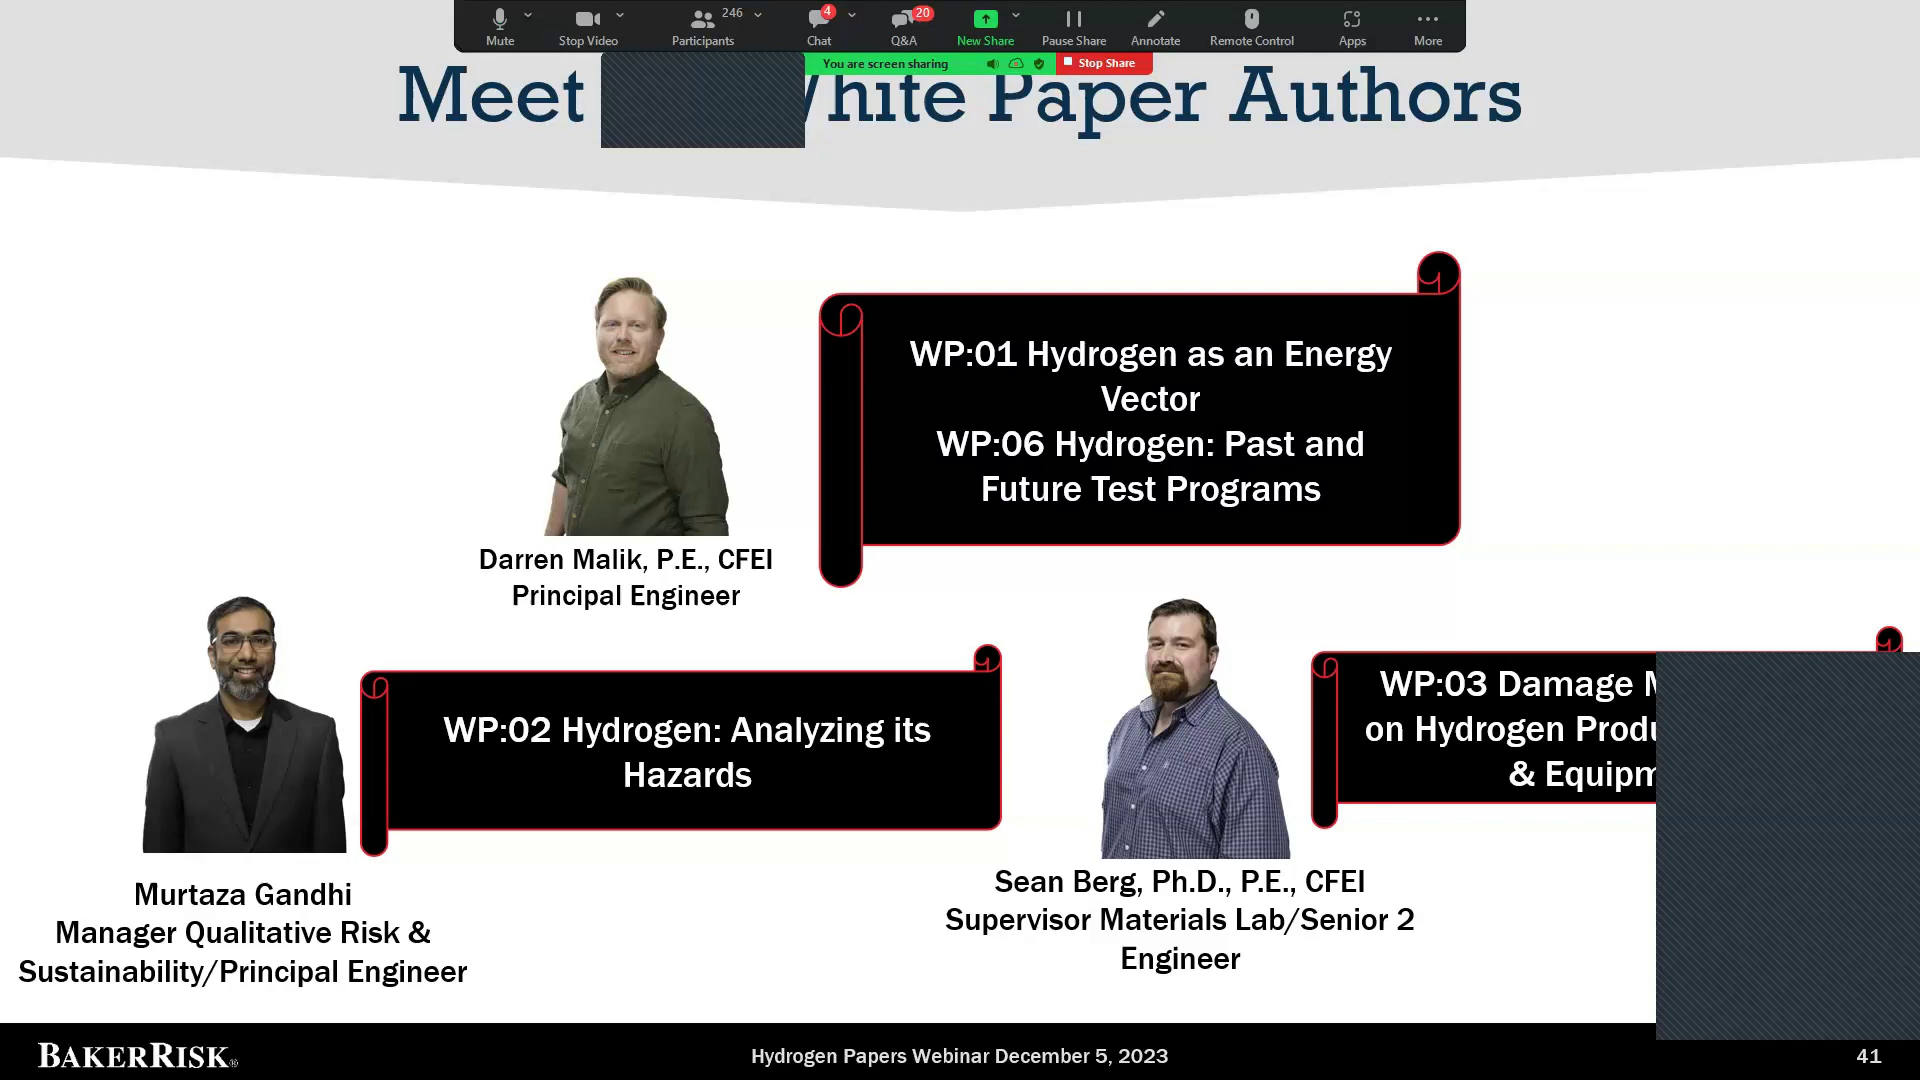 246
4
20
Mute
Stop Video
Participants
Chat
Q&A
New Share
Pause Share
Annotate
Remote Control
Apps
More
You are screen sharing
Stop Share
Meet White Paper Authors
WP:01 Hydrogen as an Energy
Vector
WP:06 Hydrogen: Past and
Future Test Programs
Darren Malik, P.E., CFEI
Principal Engineer
WP:02 Hydrogen: Analyzing its
Hazards
WP:03 Damage
on Hydrogen
&
Murtaza Gandhi
Manager Qualitative Risk &
Sustainability/Principal Engineer
Sean Berg, Ph.D., P.E., CFEI
Supervisor Materials Lab/Senior 2
Engineer
BAKERRISK®
Hydrogen Papers Webinar December 5, 2023
41